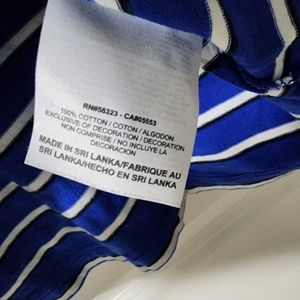 RN#56323 - CA#05553
100% COTTON / COTON / ALGODON
EXCLUSIVE OF DECORATION / DECORATION
NON COMPRISE / NO INCLUYE LA
DECORACION
MADE IN SRI LANKA/FABRIQUE AU
SRI LANKA/HECHO EN SRI LANKA